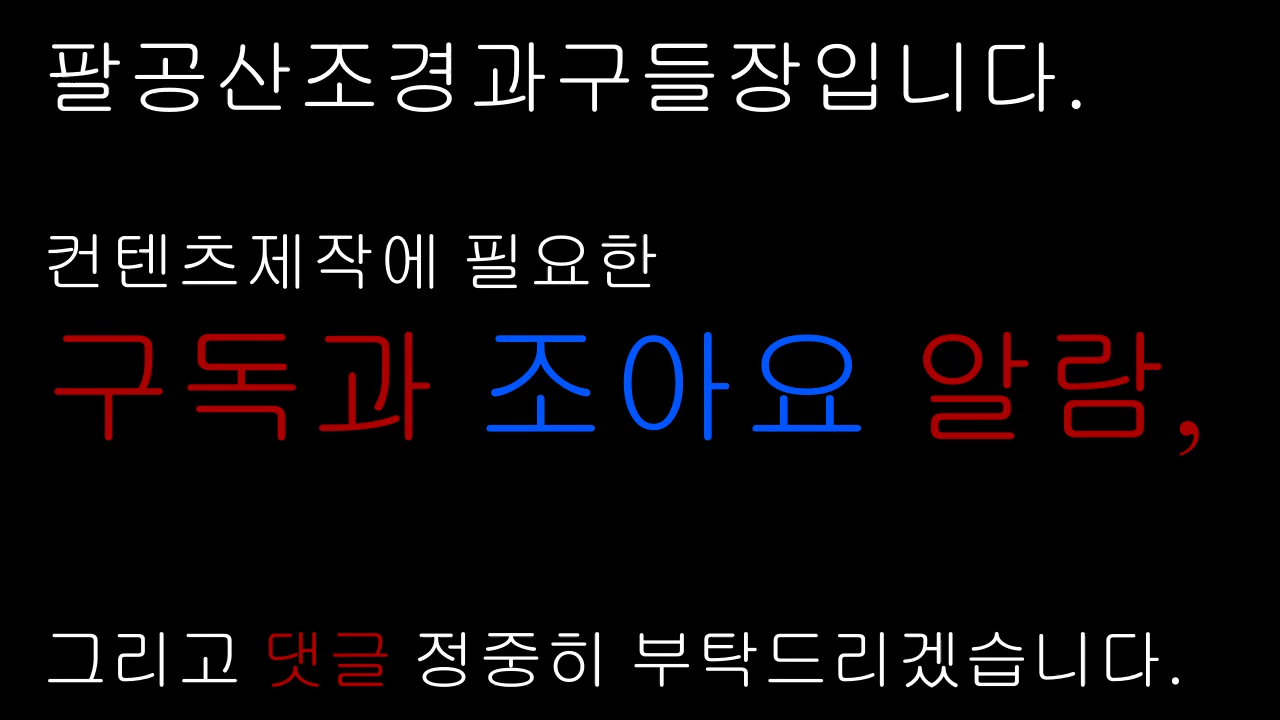 팔공산조경과구들장입니다.
컨텐츠제작에 필요한
구독과 조아요 알람,
그리고 댓글 정중히 부탁드리겠습니다.